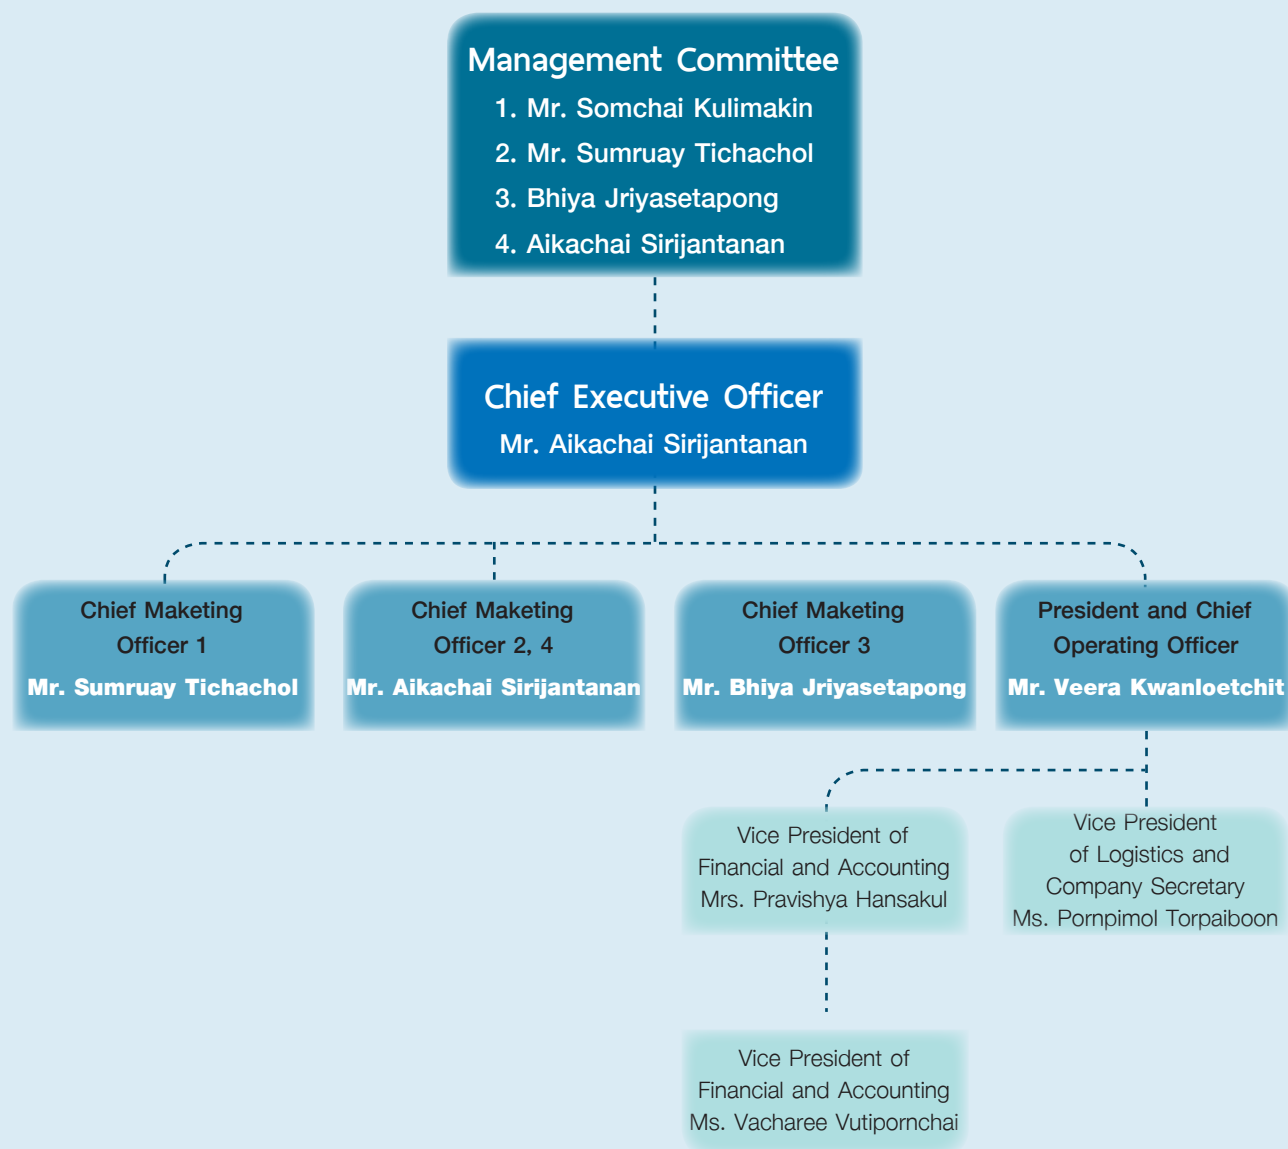 Management Committee
1. Mr. Somchai Kulimakin
2. Mr. Sumruay Tichachol
3. Bhiya Jriyasetapong
4. Aikachai Sirijantanan
Chief Executive Officer
Mr. Aikachai Sirijantanan
Chief Maketing
Officer 1
Mr. Sumruay Tichachol
Chief Maketing
Officer 2, 4
Mr. Aikachai Sirijantanan
Chief Maketing
Officer 3
Mr. Bhiya Jriyasetapong
President and Chief
Operating Officer
Mr. Veera Kwanloetchit
Vice President of
Financial and Accounting
Mrs. Pravishya Hansakul
Vice President
of Logistics and
Company Secretary
Ms. Pornpimol Torpaiboon
Vice President of
Financial and Accounting
Ms. Vacharee Vutipornchai